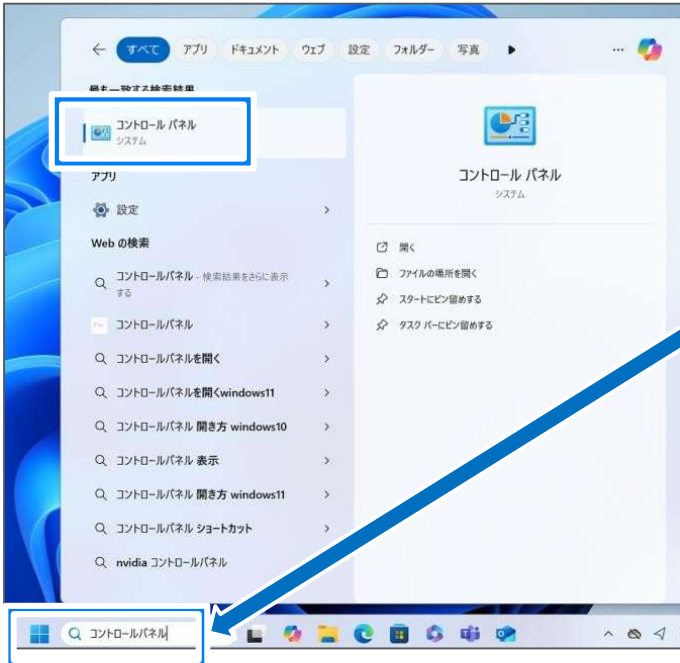 すべて アプリ ドキュメント ウェブ 設定 フォルダー 写真
最も一致する検索結果
コントロール パネル
システム
アプリ
設定
Web の検索
コントロールパネル - 検索結果をさらに表示
する
コントロールパネル
コントロールパネルを開く
コントロールパネルを開くwindows11
コントロールパネル 開き方 windows10
コントロールパネル 表示
コントロールパネル 開き方 windows11
コントロールパネル ショートカット
nvidia コントロールパネル
コントロール パネル
システム
開く
ファイルの場所を開く
スタートにピン留めする
タスク バーにピン留めする
コントロールパネル